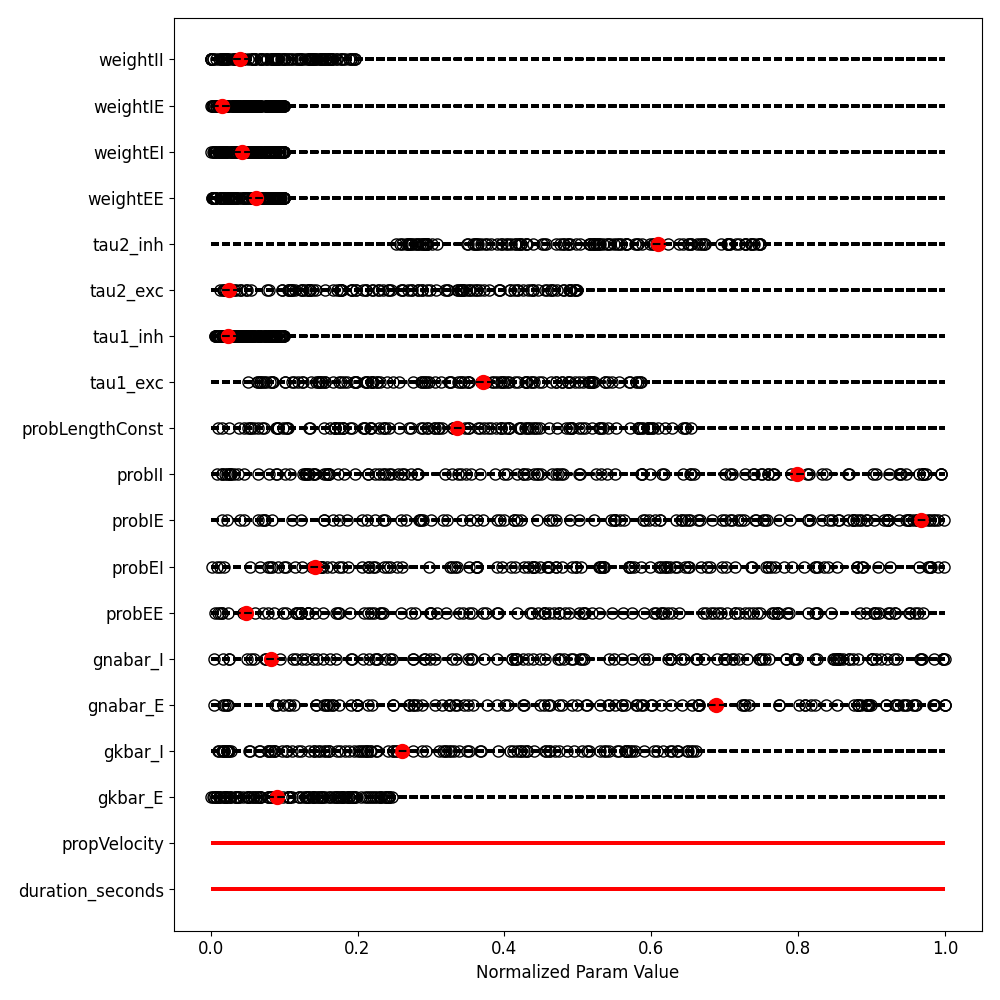 weightII
weightIE
weightEI
weightEE
tau2_inh
tau2_exc
tau1_inh
tau1_exc
probLengthConst
probII
probIE
probEI
probEE
gnabar_I
gnabar_E
gkbar_I
gkbar_E
propVelocity
duration_seconds
0.0 0.2 0.4 0.6 0.8 1.0
Normalized Param Value